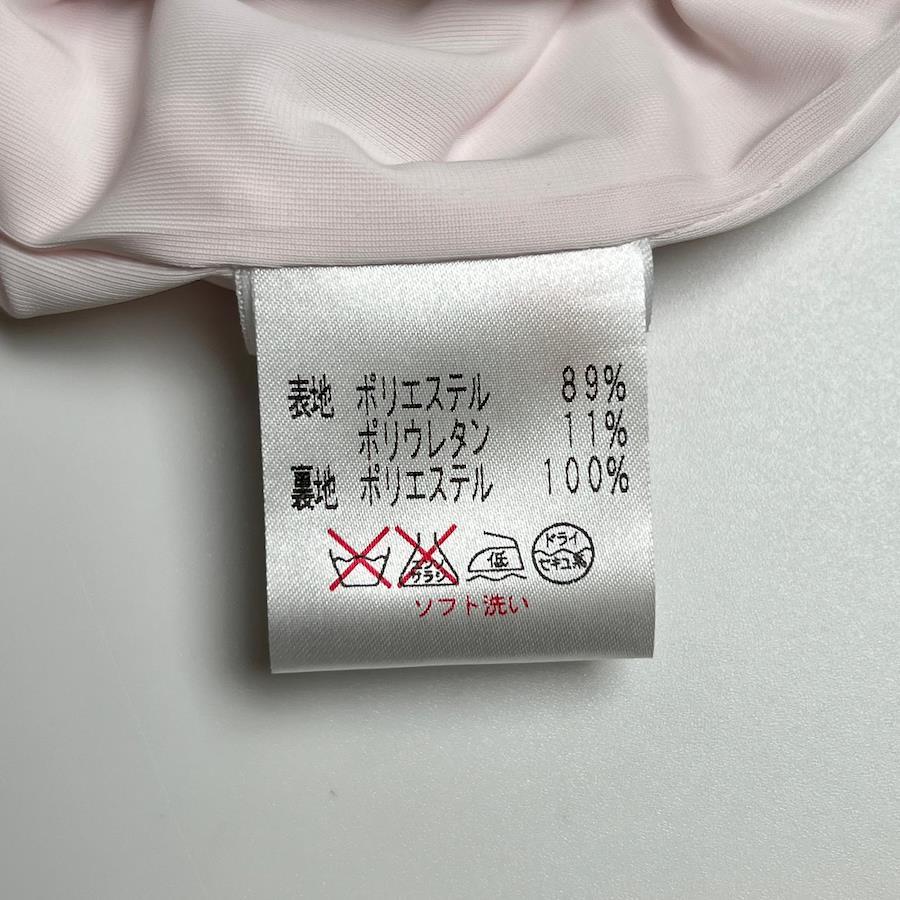 表地 ポリエステル 89%
ポリウレタン 11%
裏地 ポリエステル 100%
エンソ サラシ 低 ドライ セキユ系
ソフト洗い